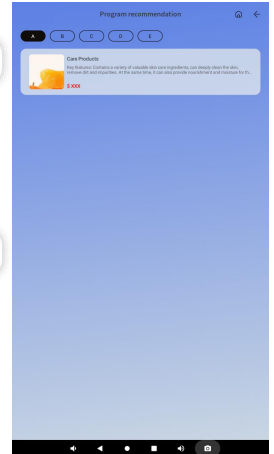 Program recommendation
A B C D E
Care Products
Key features: Contains a variety of valuable skin care ingredients, can deeply clean the skin,
remove dirt and impurities. At the same time, it can also provide nourishment and moisture for th...
$ XXX